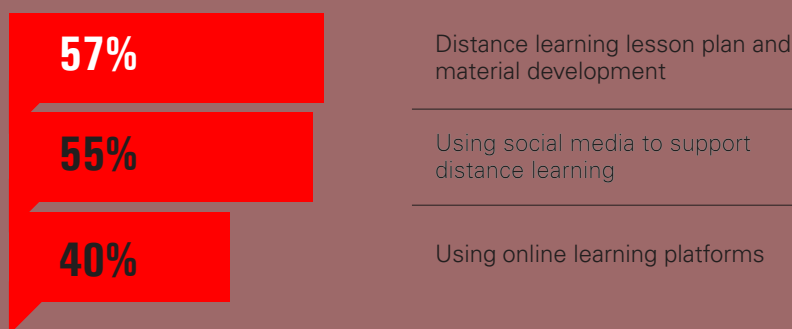 57%
Distance learning lesson plan and
material development
55%
Using social media to support
distance learning
40%
Using online learning platforms